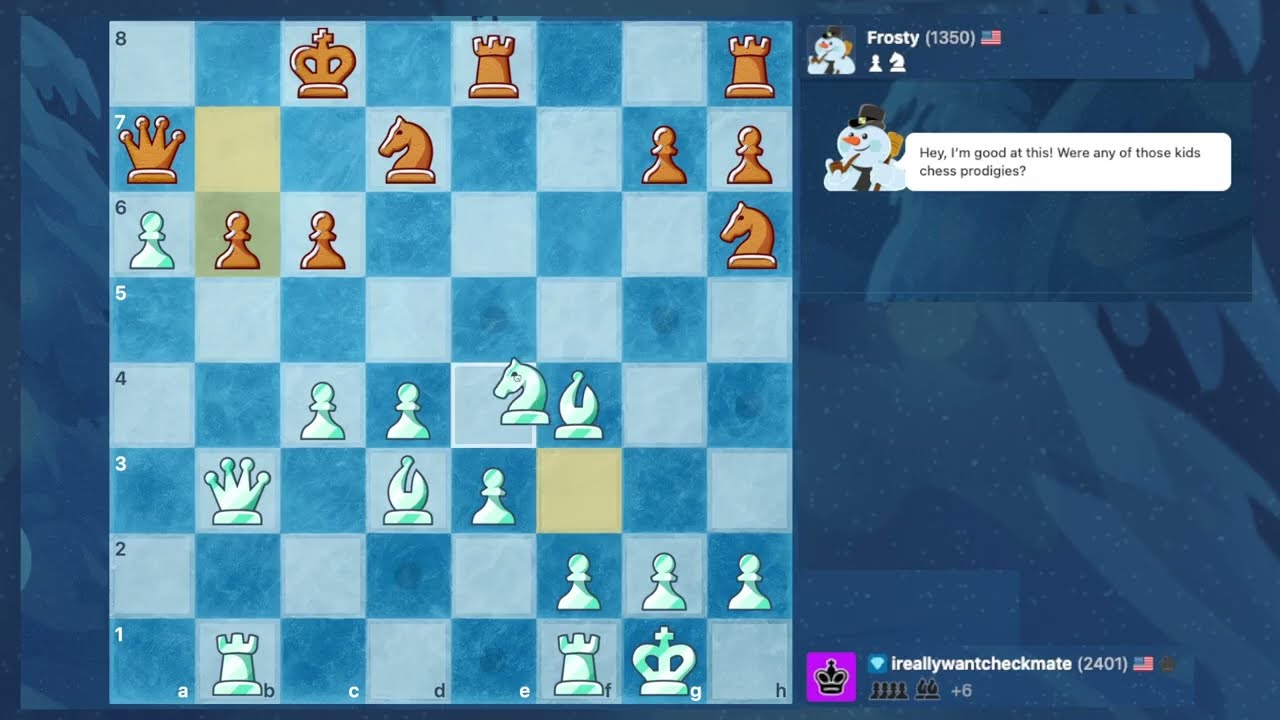 8
7
6
5
4
3
2
1
a b c d e f g h
Frosty (1350)
Hey, I'm good at this! Were any of those kids
chess prodigies?
ireallywantcheckmate (2401)
+6